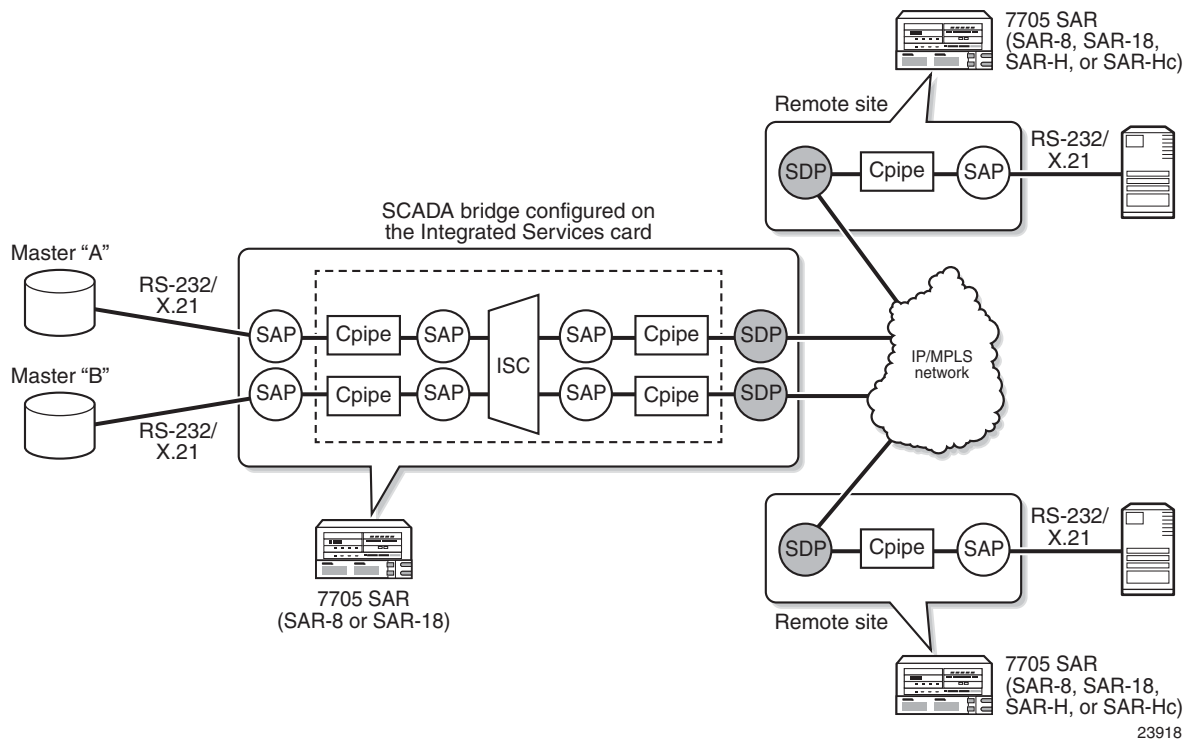 7705 SAR
(SAR-8, SAR-18,
SAR-H, or SAR-Hc)
Remote site
RS-232/
X.21
SDP
Cpipe
SAP
SCADA bridge configured on
the Integrated Services card
Master “A”
RS-232/
X.21
SAP
Cpipe
SAP
ISC
SAP
Cpipe
SDP
IP/MPLS
network
Master “B”
RS-232/
X.21
SAP
Cpipe
SAP
SAP
Cpipe
SDP
7705 SAR
(SAR-8 or SAR-18)
RS-232/
X.21
SDP
Cpipe
SAP
Remote site
7705 SAR
(SAR-8, SAR-18,
SAR-H, or SAR-Hc)
23918